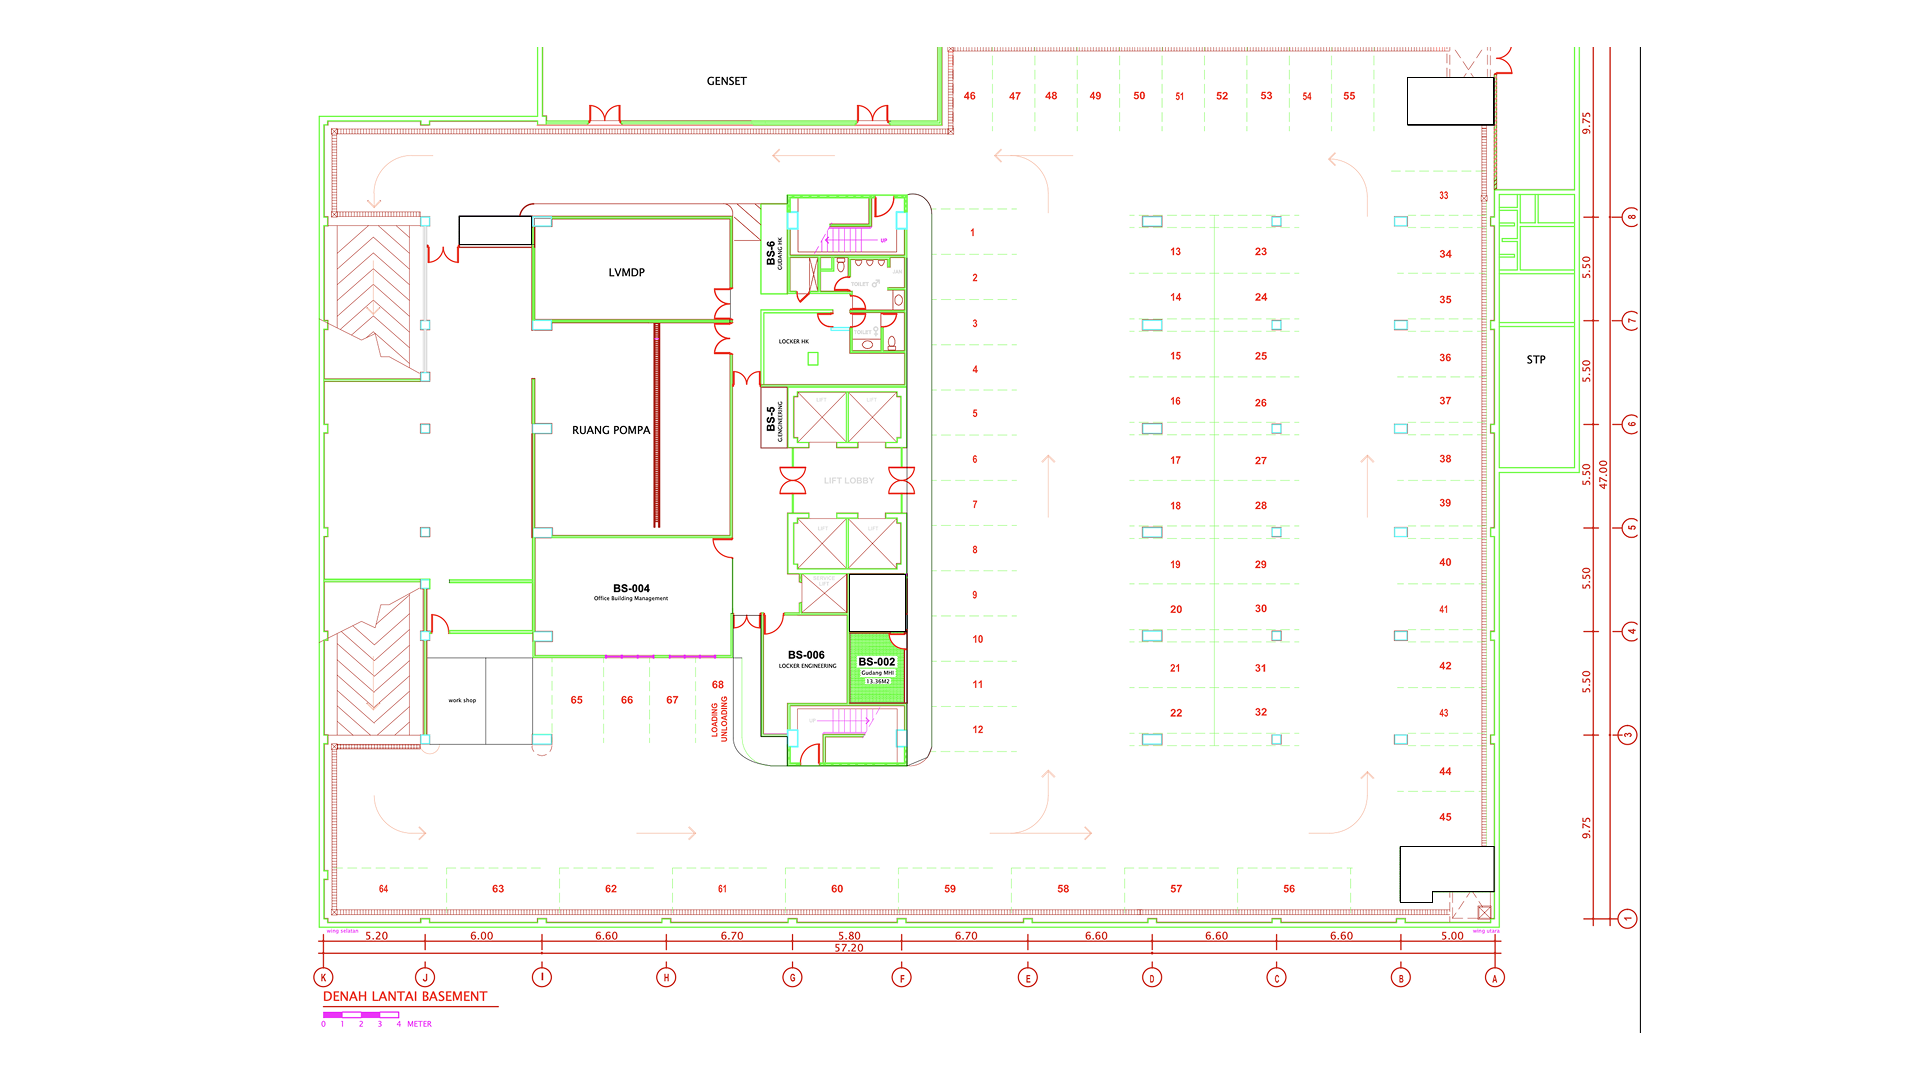 GENSET
46 47 48 49 50 51 52 53 54 55
9.75
33
8
1 13 23 34
BS-6
GUDANG HK
UP
LVMDP
2 14 24 35
5.50
JAN
TOILET
3 15 25 36
7
TOILET
LOCKER HK
STP
4 16 26 37
5.50
LIFT LIFT
BS-5
G.ENGINEERING
5 17 27 38
6
RUANG POMPA
6 18 28 39
5.50
47.00
LIFT LOBBY
7
5
LIFT LIFT
8 19 29 40
5.50
SERVICE
LIFT
BS-004
Office Building Management
9 20 30 41
4
10 21 31 42
BS-006
LOCKER ENGINEERING
BS-002
Gudang MHI
13.36M2
5.50
11 22 32 43
work shop
65 66 67 68
LOADING
UNLOADING
UP
12
3
44
45
9.75
64 63 62 61 60 59 58 57 56
1
wing selatan
wing utara
5.20 6.00 6.60 6.70 5.80 6.70 6.60 6.60 6.60 5.00
57.20
K J I H G F E D C B A
DENAH LANTAI BASEMENT
0 1 2 3 4 METER